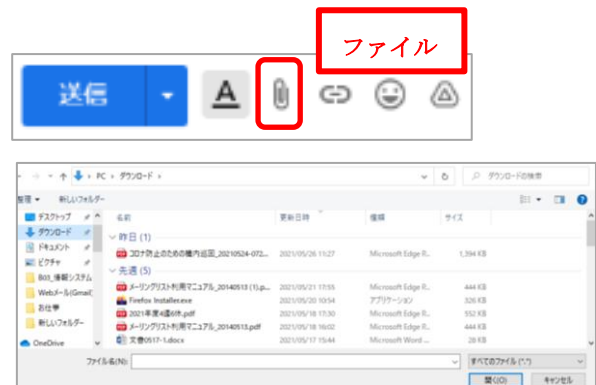 ファイル
送信
A
PC › ダウンロード ›
ダウンロードの検索
整理 新しいフォルダー
名前 更新日時 種類 サイズ
デスクトップ
ダウンロード
ドキュメント
ピクチャ
B03_情報システム
Webメール(Gmail)
お仕事
新しいフォルダー
OneDrive
昨日 (1)
コロナ防止のための構内巡回_20210524-072... 2021/05/26 11:27 Microsoft Edge P... 1,394 KB
先週 (5)
メーリングリスト利用マニュアル_20140513 (1).p... 2021/05/21 17:55 Microsoft Edge P... 444 KB
Firefox Installer.exe 2021/05/20 10:54 アプリケーション 326 KB
2021/05/18 17:30 Microsoft Edge P... 552 KB
メーリングリスト利用マニュアル_20140513.pdf 2021/05/18 16:02 Microsoft Edge P... 444 KB
文書0517-1.docx 2021/05/17 15:44 Microsoft Word ... 28 KB
ファイル名(N):
すべてのファイル (*.*)
開く(O) キャンセル